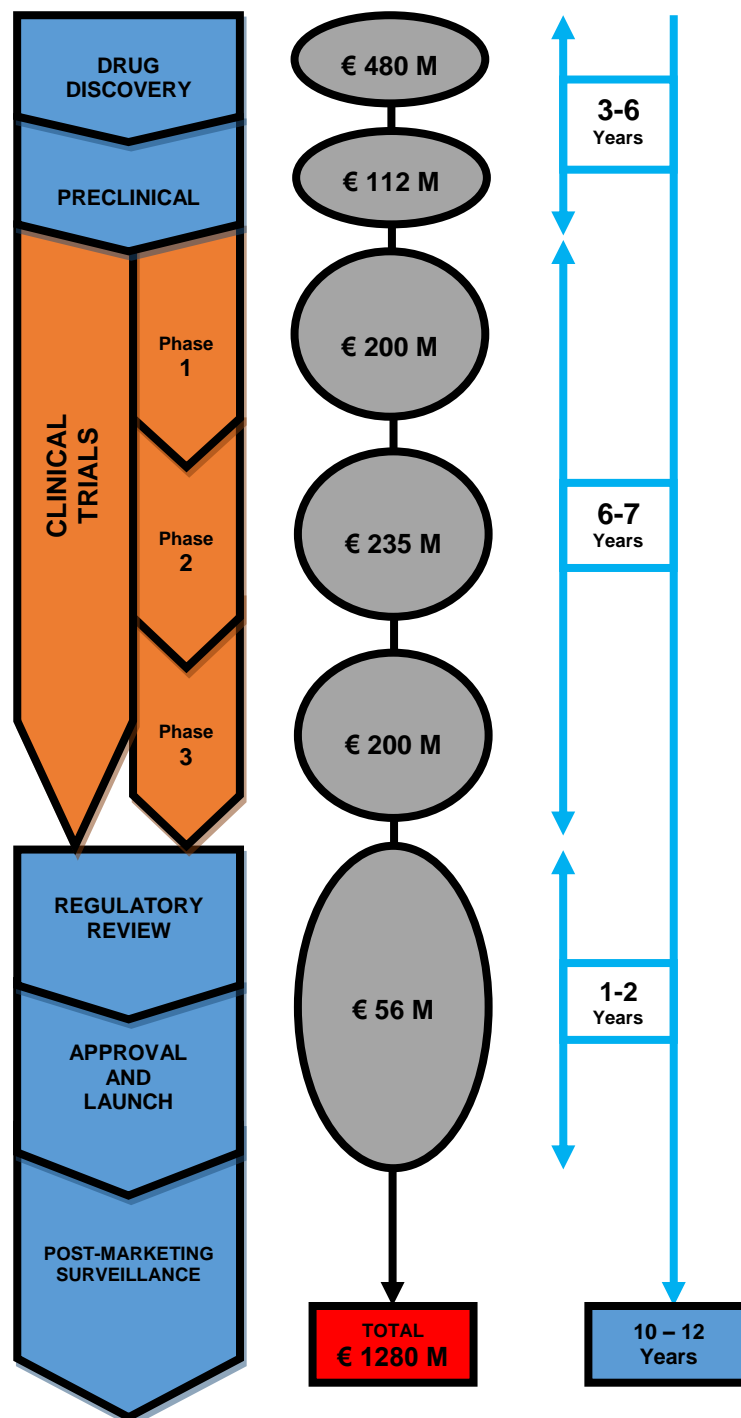 DRUG
DISCOVERY
€ 480 M
3-6
Years
PRECLINICAL
€ 112 M
CLINICAL
TRIALS
Phase
1
€ 200 M
Phase
2
€ 235 M
6-7
Years
Phase
3
€ 200 M
REGULATORY
REVIEW
€ 56 M
1-2
Years
APPROVAL
AND
LAUNCH
POST-MARKETING
SURVEILLANCE
TOTAL
€ 1280 M
10 – 12
Years